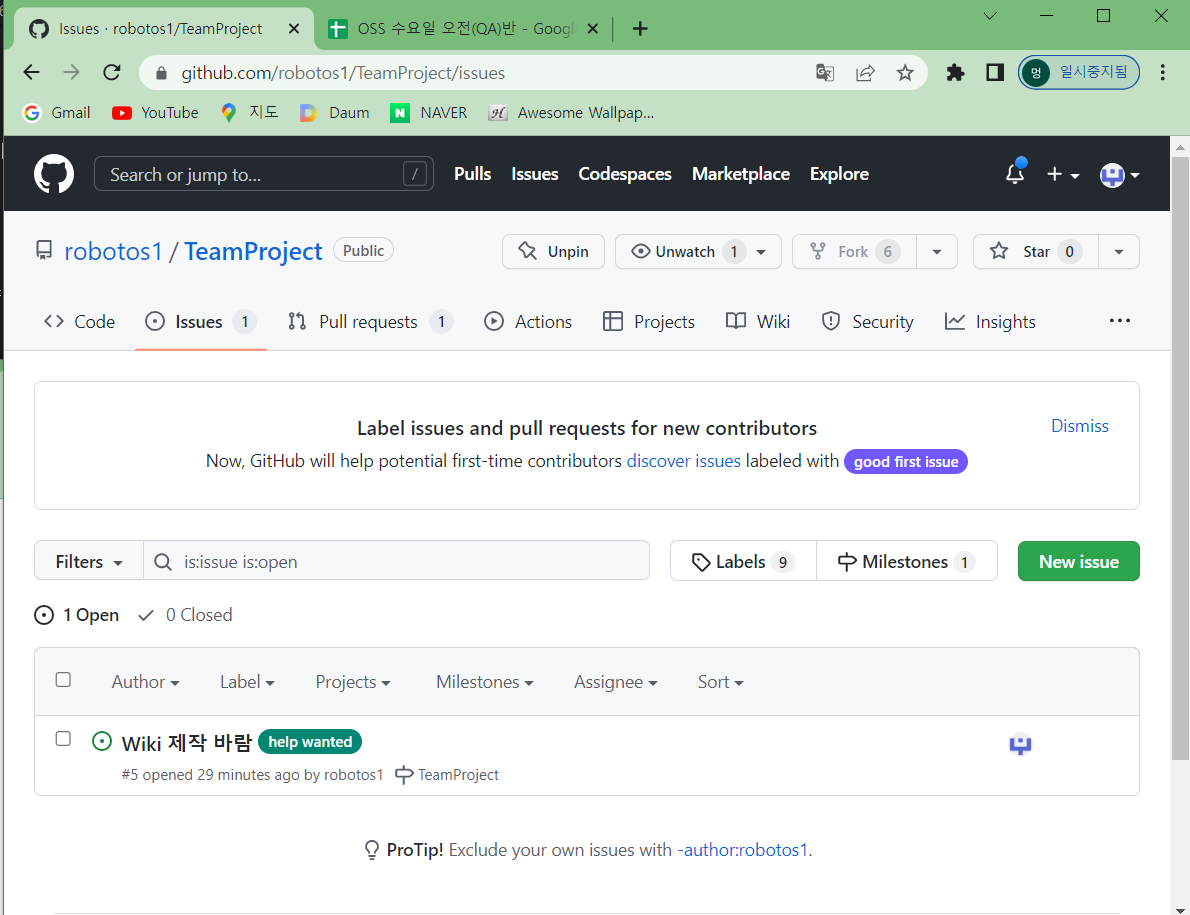 Issues · robotos1/TeamProject
OSS 수요일 오전(QA)반 - Googl
github.com/robotos1/TeamProject/issues
멍 일시중지됨
Gmail YouTube 지도 Daum NAVER Awesome Wallpap...
Search or jump to... / Pulls Issues Codespaces Marketplace Explore
robotos1 / TeamProject Public Unpin Unwatch 1 Fork 6 Star 0
Code Issues 1 Pull requests 1 Actions Projects Wiki Security Insights ...
Label issues and pull requests for new contributors Dismiss
Now, GitHub will help potential first-time contributors discover issues labeled with good first issue
Filters is:issue is:open Labels 9 Milestones 1 New issue
1 Open 0 Closed
Author Label Projects Milestones Assignee Sort
Wiki 제작 바람 help wanted
#5 opened 29 minutes ago by robotos1 TeamProject
ProTip! Exclude your own issues with -author:robotos1.